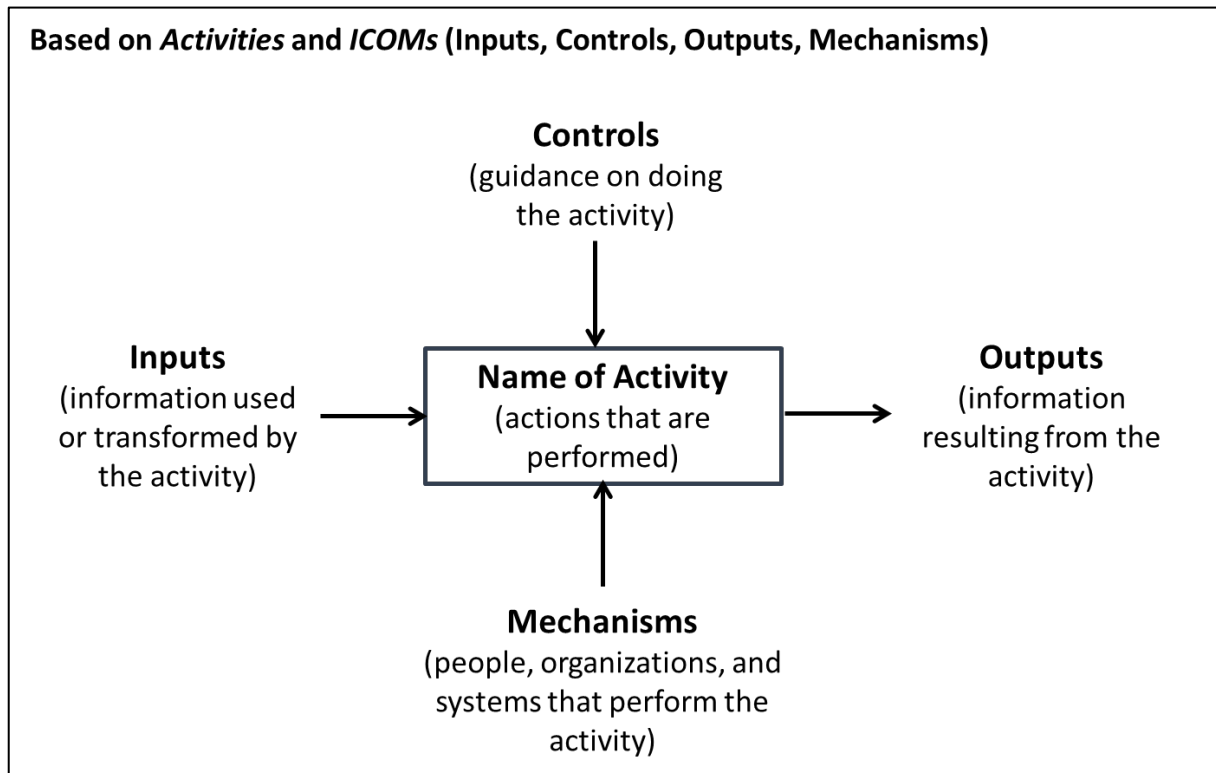 Based on Activities and ICOMs (Inputs, Controls, Outputs, Mechanisms)
Controls
(guidance on doing
the activity)
Inputs
(information used
or transformed by
the activity)
Name of Activity
(actions that are
performed)
Outputs
(information
resulting from the
activity)
Mechanisms
(people, organizations, and
systems that perform the
activity)